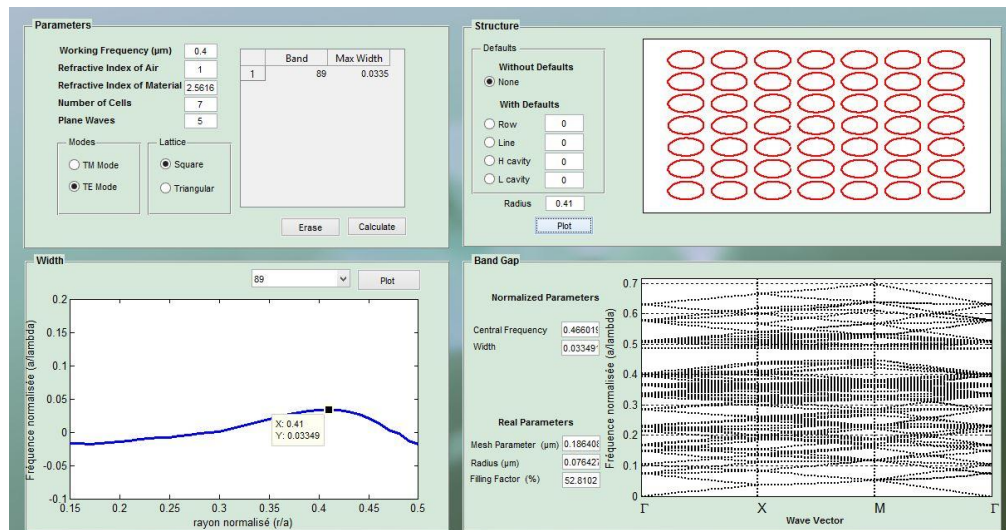 Parameters
Working Frequency (µm) 0.4
Refractive Index of Air 1
Refractive Index of Material 2.5616
Number of Cells 7
Plane Waves 5
Band Max Width
1 89 0.0335
Modes
TM Mode
TE Mode
Lattice
Square
Triangular
Erase Calculate
Structure
Defaults
Without Defaults
None
With Defaults
Row 0
Line 0
H cavity 0
L cavity 0
Radius 0.41
Plot
Width
89 Plot
Fréquence normalisée (a/lambda)
0.2
0.15
0.1
0.05
0
-0.05
-0.1
X: 0.41
Y: 0.03349
0.15 0.2 0.25 0.3 0.35 0.4 0.45 0.5
rayon normalisé (r/a)
Band Gap
Normalized Parameters
Central Frequency 0.466019
Width 0.033491
Real Parameters
Mesh Parameter (µm) 0.186408
Radius (µm) 0.076427
Filling Factor (%) 52.8102
Fréquence normalisée (a/lambda)
0.7
0.6
0.5
0.4
0.3
0.2
0.1
0
Γ X M Γ
Wave Vector